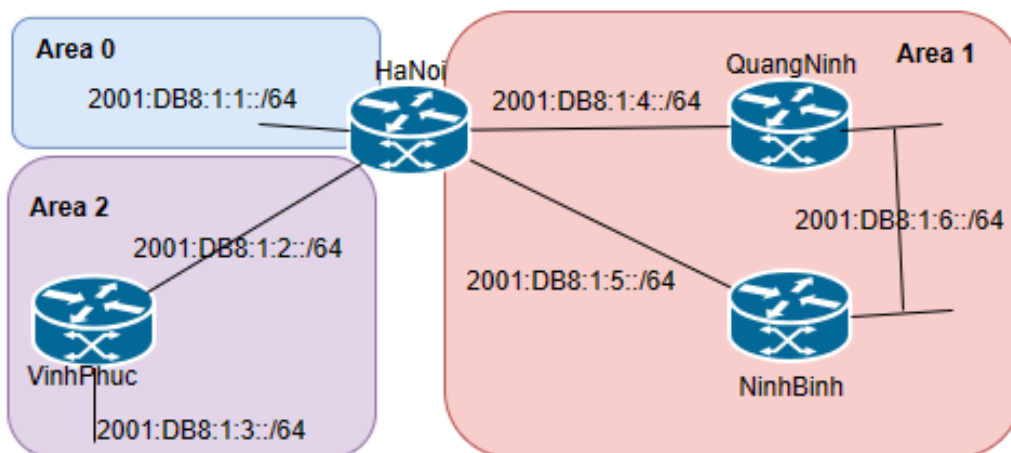 Area 0
HaNoi
QuangNinh
Area 1
2001:DB8:1:1::/64
2001:DB8:1:4::/64
Area 2
2001:DB8:1:2::/64
2001:DB8:1:6::/64
2001:DB8:1:5::/64
VinhPhuc
NinhBinh
2001:DB8:1:3::/64